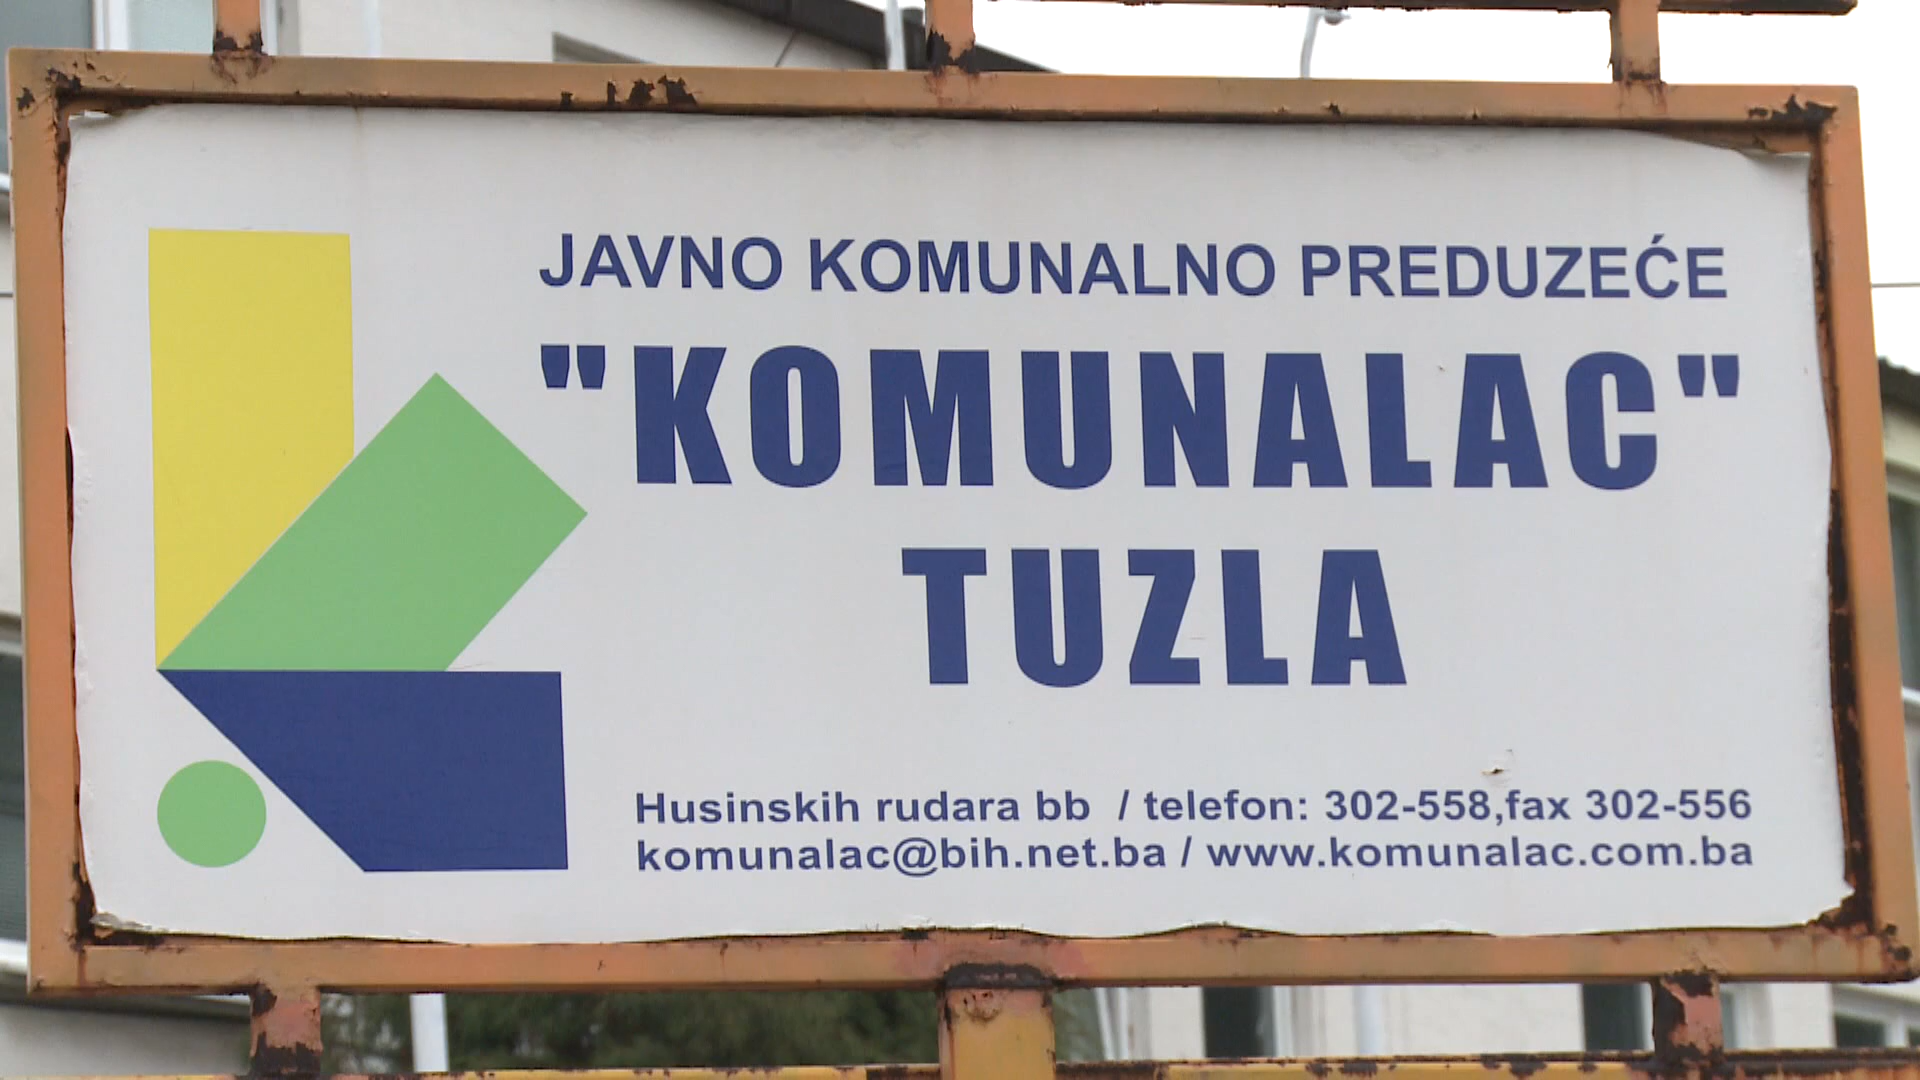 JAVNO KOMUNALNO PREDUZEĆE
"KOMUNALAC"
TUZLA
Husinskih rudara bb / telefon: 302-558,fax 302-556
komunalac@bih.net.ba / www.komunalac.com.ba